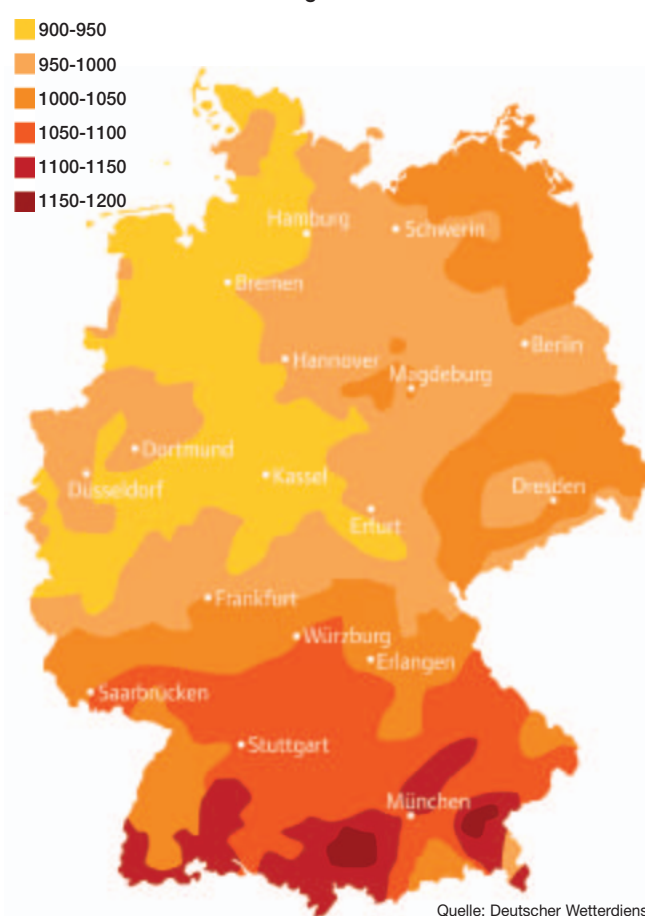 900-950
950-1000
1000-1050
1050-1100
1100-1150
1150-1200
Hamburg
Schwerin
Bremen
Berlin
Hannover
Magdeburg
Dortmund
Düsseldorf
Kassel
Dresden
Erfurt
Frankfurt
Würzburg
Erlangen
Saarbrücken
Stuttgart
München
Quelle: Deutscher Wetterdiens